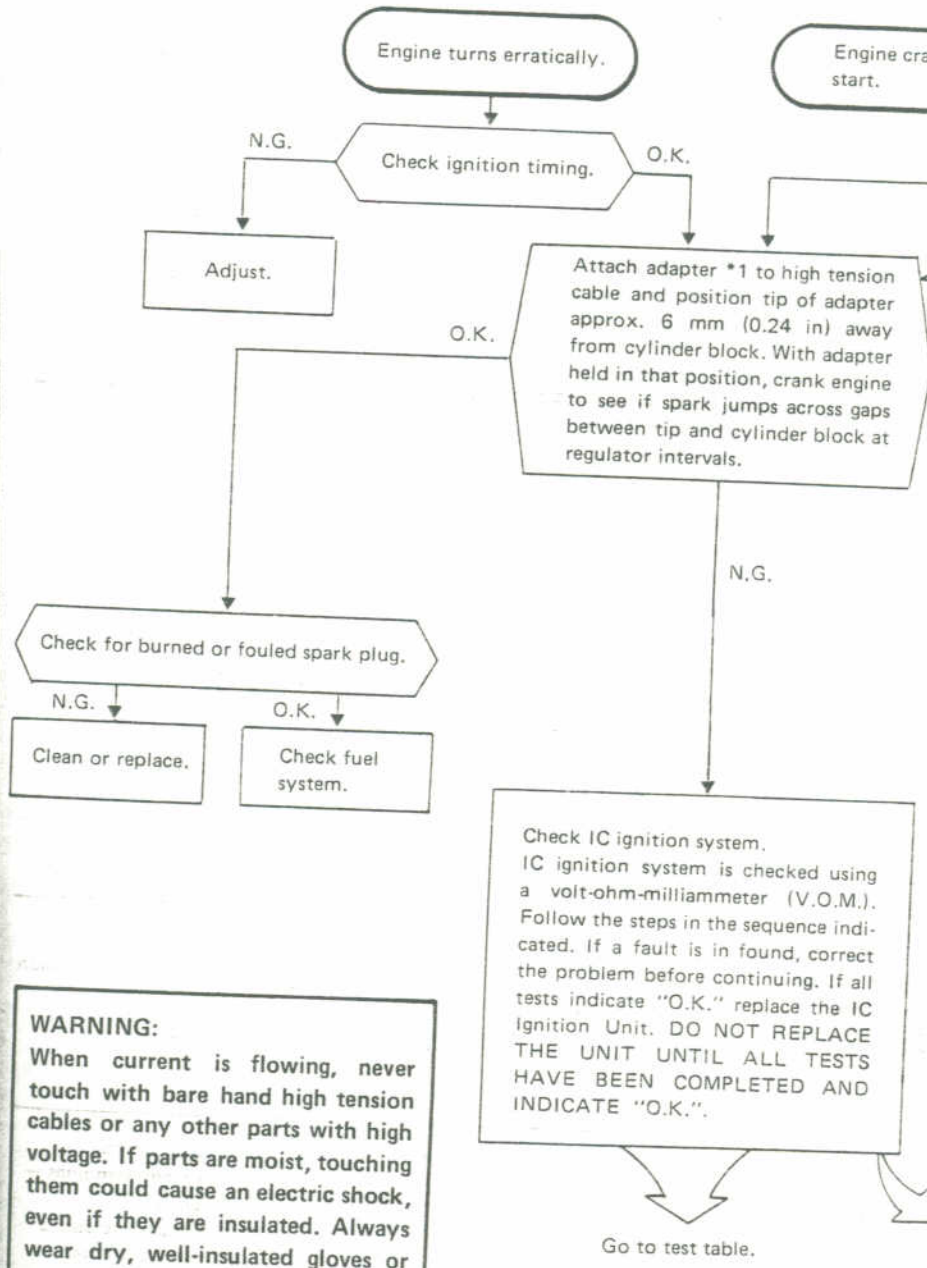 Engine turns erratically.
Engine cra
start.
N.G.
Check ignition timing.
O.K.
Adjust.
Attach adapter *1 to high tension
cable and position tip of adapter
approx. 6 mm (0.24 in) away
from cylinder block. With adapter
held in that position, crank engine
to see if spark jumps across gaps
between tip and cylinder block at
regulator intervals.
O.K.
N.G.
Check for burned or fouled spark plug.
N.G.
O.K.
Clean or replace.
Check fuel
system.
Check IC ignition system.
IC ignition system is checked using
a volt-ohm-milliammeter (V.O.M.).
Follow the steps in the sequence indi-
cated. If a fault is in found, correct
the problem before continuing. If all
tests indicate "O.K." replace the IC
Ignition Unit. DO NOT REPLACE
THE UNIT UNTIL ALL TESTS
HAVE BEEN COMPLETED AND
INDICATE "O.K.".
Go to test table.
WARNING:
When current is flowing, never
touch with bare hand high tension
cables or any other parts with high
voltage. If parts are moist, touching
them could cause an electric shock,
even if they are insulated. Always
wear dry, well-insulated gloves or